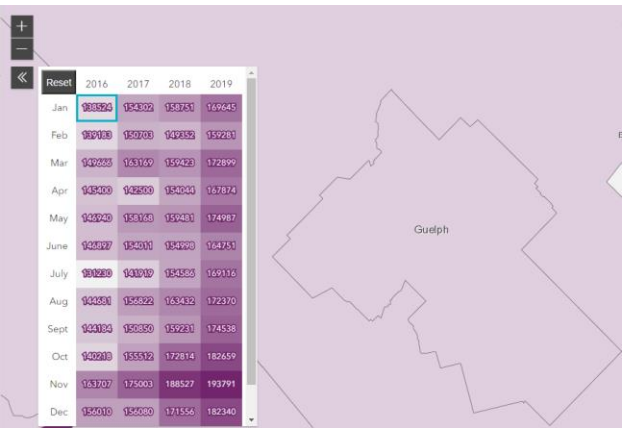 +
−
«
Reset 2016 2017 2018 2019
Jan 138524 154302 158751 169645
Feb 139183 150703 149352 159281
Mar 149666 163169 159423 172899
Apr 145400 142500 154044 167874
May 146940 158168 159481 174987
June 146897 154011 154998 164751
July 131230 141919 154586 169116
Aug 144681 156822 163432 172370
Sept 144184 150850 159231 174538
Oct 140218 155512 172814 182659
Nov 163707 175003 188527 193791
Dec 156010 156080 171556 182340
Guelph